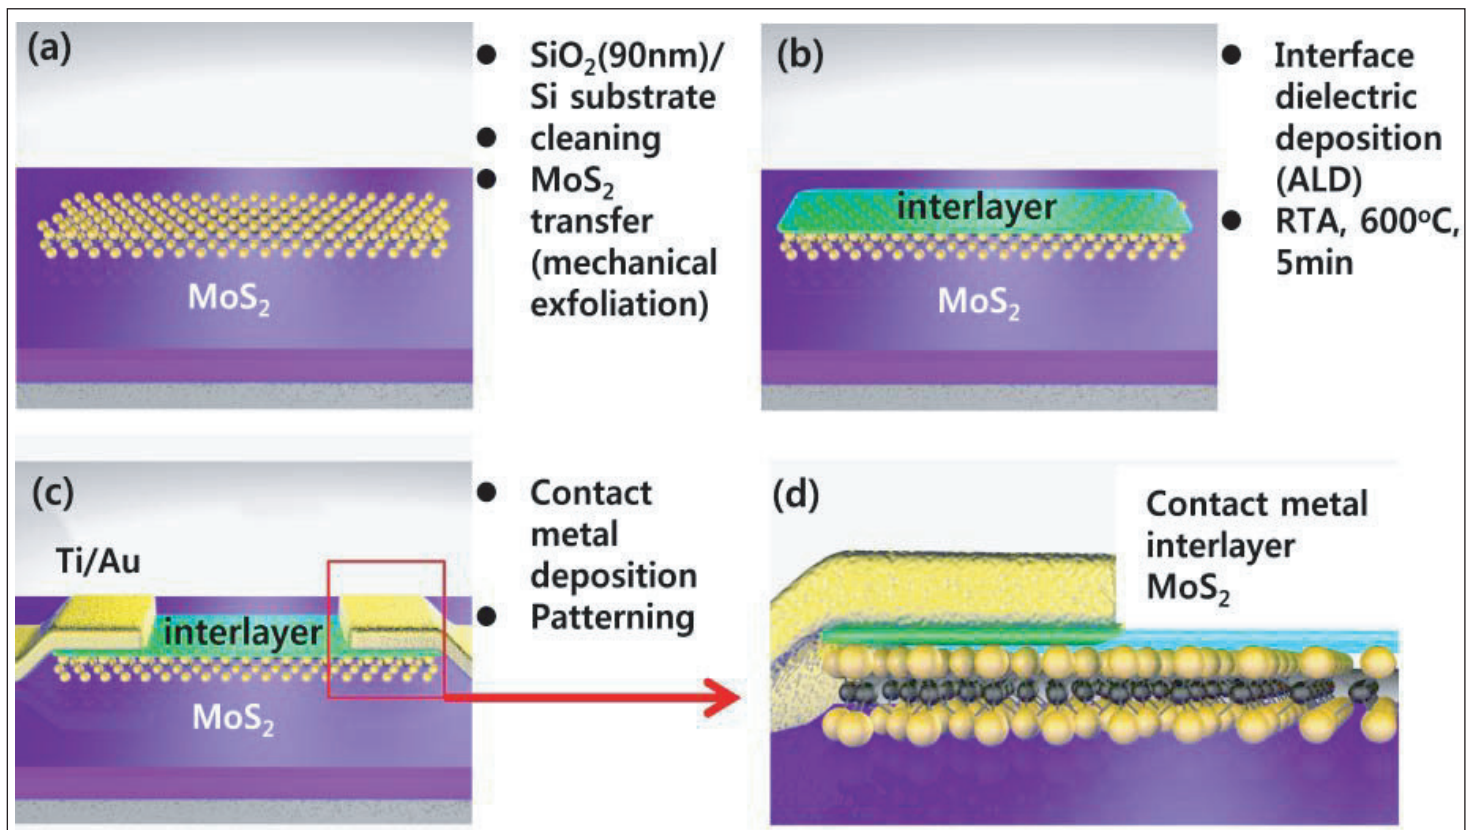 (a)
● SiO₂(90nm)/
Si substrate
● cleaning
● MoS₂
transfer
(mechanical
exfoliation)
MoS₂
(b)
● Interface
dielectric
deposition
(ALD)
● RTA, 600°C,
5min
interlayer
MoS₂
(c)
● Contact
metal
deposition
● Patterning
Ti/Au
interlayer
MoS₂
(d)
Contact metal
interlayer
MoS₂